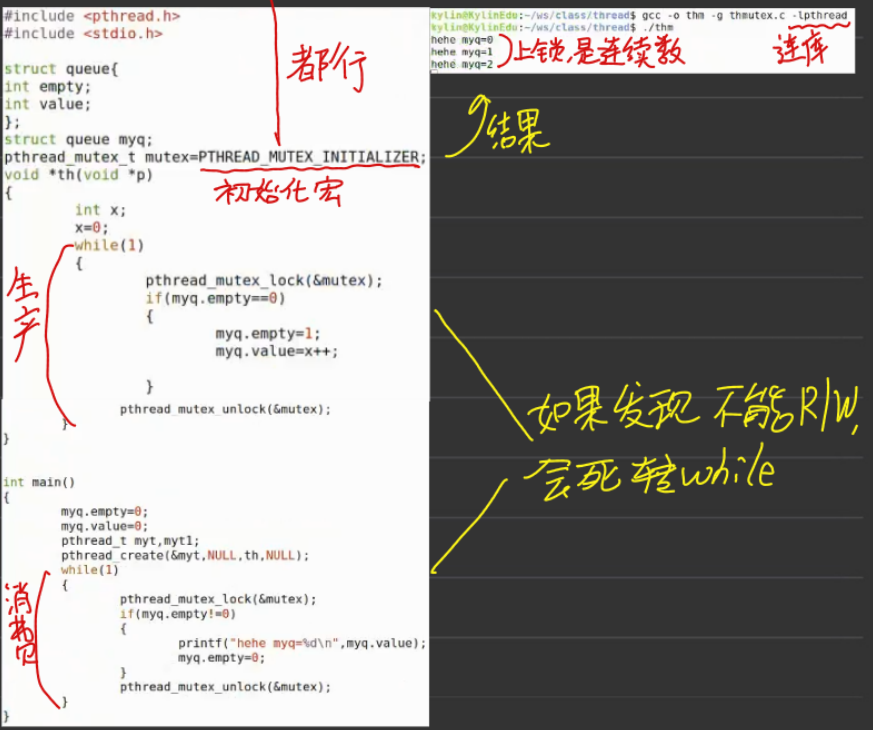 #include <pthread.h>
#include <stdio.h>
struct queue{
int empty;
int value;
};
struct queue myq;
pthread_mutex_t mutex=PTHREAD_MUTEX_INITIALIZER;
void *th(void *p)
{
int x;
x=0;
while(1)
{
pthread_mutex_lock(&mutex);
if(myq.empty==0)
{
myq.empty=1;
myq.value=x++;
}
pthread_mutex_unlock(&mutex);
}
}
int main()
{
myq.empty=0;
myq.value=0;
pthread_t myt,myt1;
pthread_create(&myt,NULL,th,NULL);
while(1)
{
pthread_mutex_lock(&mutex);
if(myq.empty!=0)
{
printf("hehe myq=%d\n",myq.value);
myq.empty=0;
}
pthread_mutex_unlock(&mutex);
}
}
都行
初始化宏
生产
消费
kylin@KylinEdu:~/ws/class/thread$ gcc -o thm -g thmutex.c -lpthread
kylin@KylinEdu:~/ws/class/thread$ ./thm
hehe myq=0
hehe myq=1
hehe myq=2
上锁,是连续数
连库
结果
如果发现 不能R/W,
会死转while